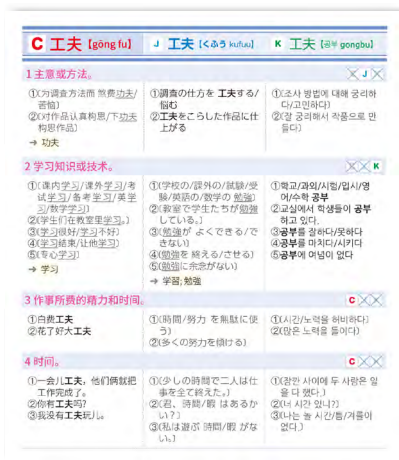 C 工夫【gōng fu】 J 工夫【くふう kufuu】 K 工夫【공부 gongbu】
1 主意或方法。 C J K
①(为调查方法而 煞费功夫/
苦恼)
②(对作品认真构思/下功夫
构思作品)
→ 功夫
①調査の仕方を 工夫する/
悩む
②工夫をこらした作品に仕
上がる
①(조사 방법에 대해 궁리하
다/고민하다)
②(잘 궁리해서 작품으로 만
들다)
2 学习知识或技术。 C J K
①(课内学习/课外学习/考
试学习/备考学习/英学
习/数学学习)
②(学生们在教室里学习。)
③(学习很好/学习不好)
④(学习结束/让他学习)
⑤(专心学习)
→ 学习
①(学校の/課外の/試験/受
験/英語の/数学の 勉強)
②(教室で学生たちが勉強
している。)
③(勉強が よくできる/で
きない)
④(勉強を 終える/させる)
⑤(勉強に余念がない)
→ 学習;勉強
①학교/과외/시험/입시/영
어/수학 공부
②교실에서 학생들이 공부
하고 있다.
③공부를 잘하다/못하다
④공부를 마치다/시키다
⑤공부에 여념이 없다
3 作事所费的精力和时间。 C J K
①白费工夫
②花了好大工夫
①(時間/努力 を無駄に使
う)
②(多くの努力を傾ける)
①(시간/노력을 허비하다)
②(많은 노력을 들이다)
4 时间。 C J K
①一会儿工夫，他们俩就把
工作完成了。
②你有工夫吗?
③我没有工夫玩儿。
①(少しの時間で二人は仕
事を全て終えた。)
②(君、時間/暇 はあるか
い?)
③(私は遊ぶ 時間/暇 がな
い。)
①(잠깐 사이에 두 사람은 일
을 다 했다.)
②(너 시간 있니?)
③(나는 놀 시간/틈/겨를이
없다.)